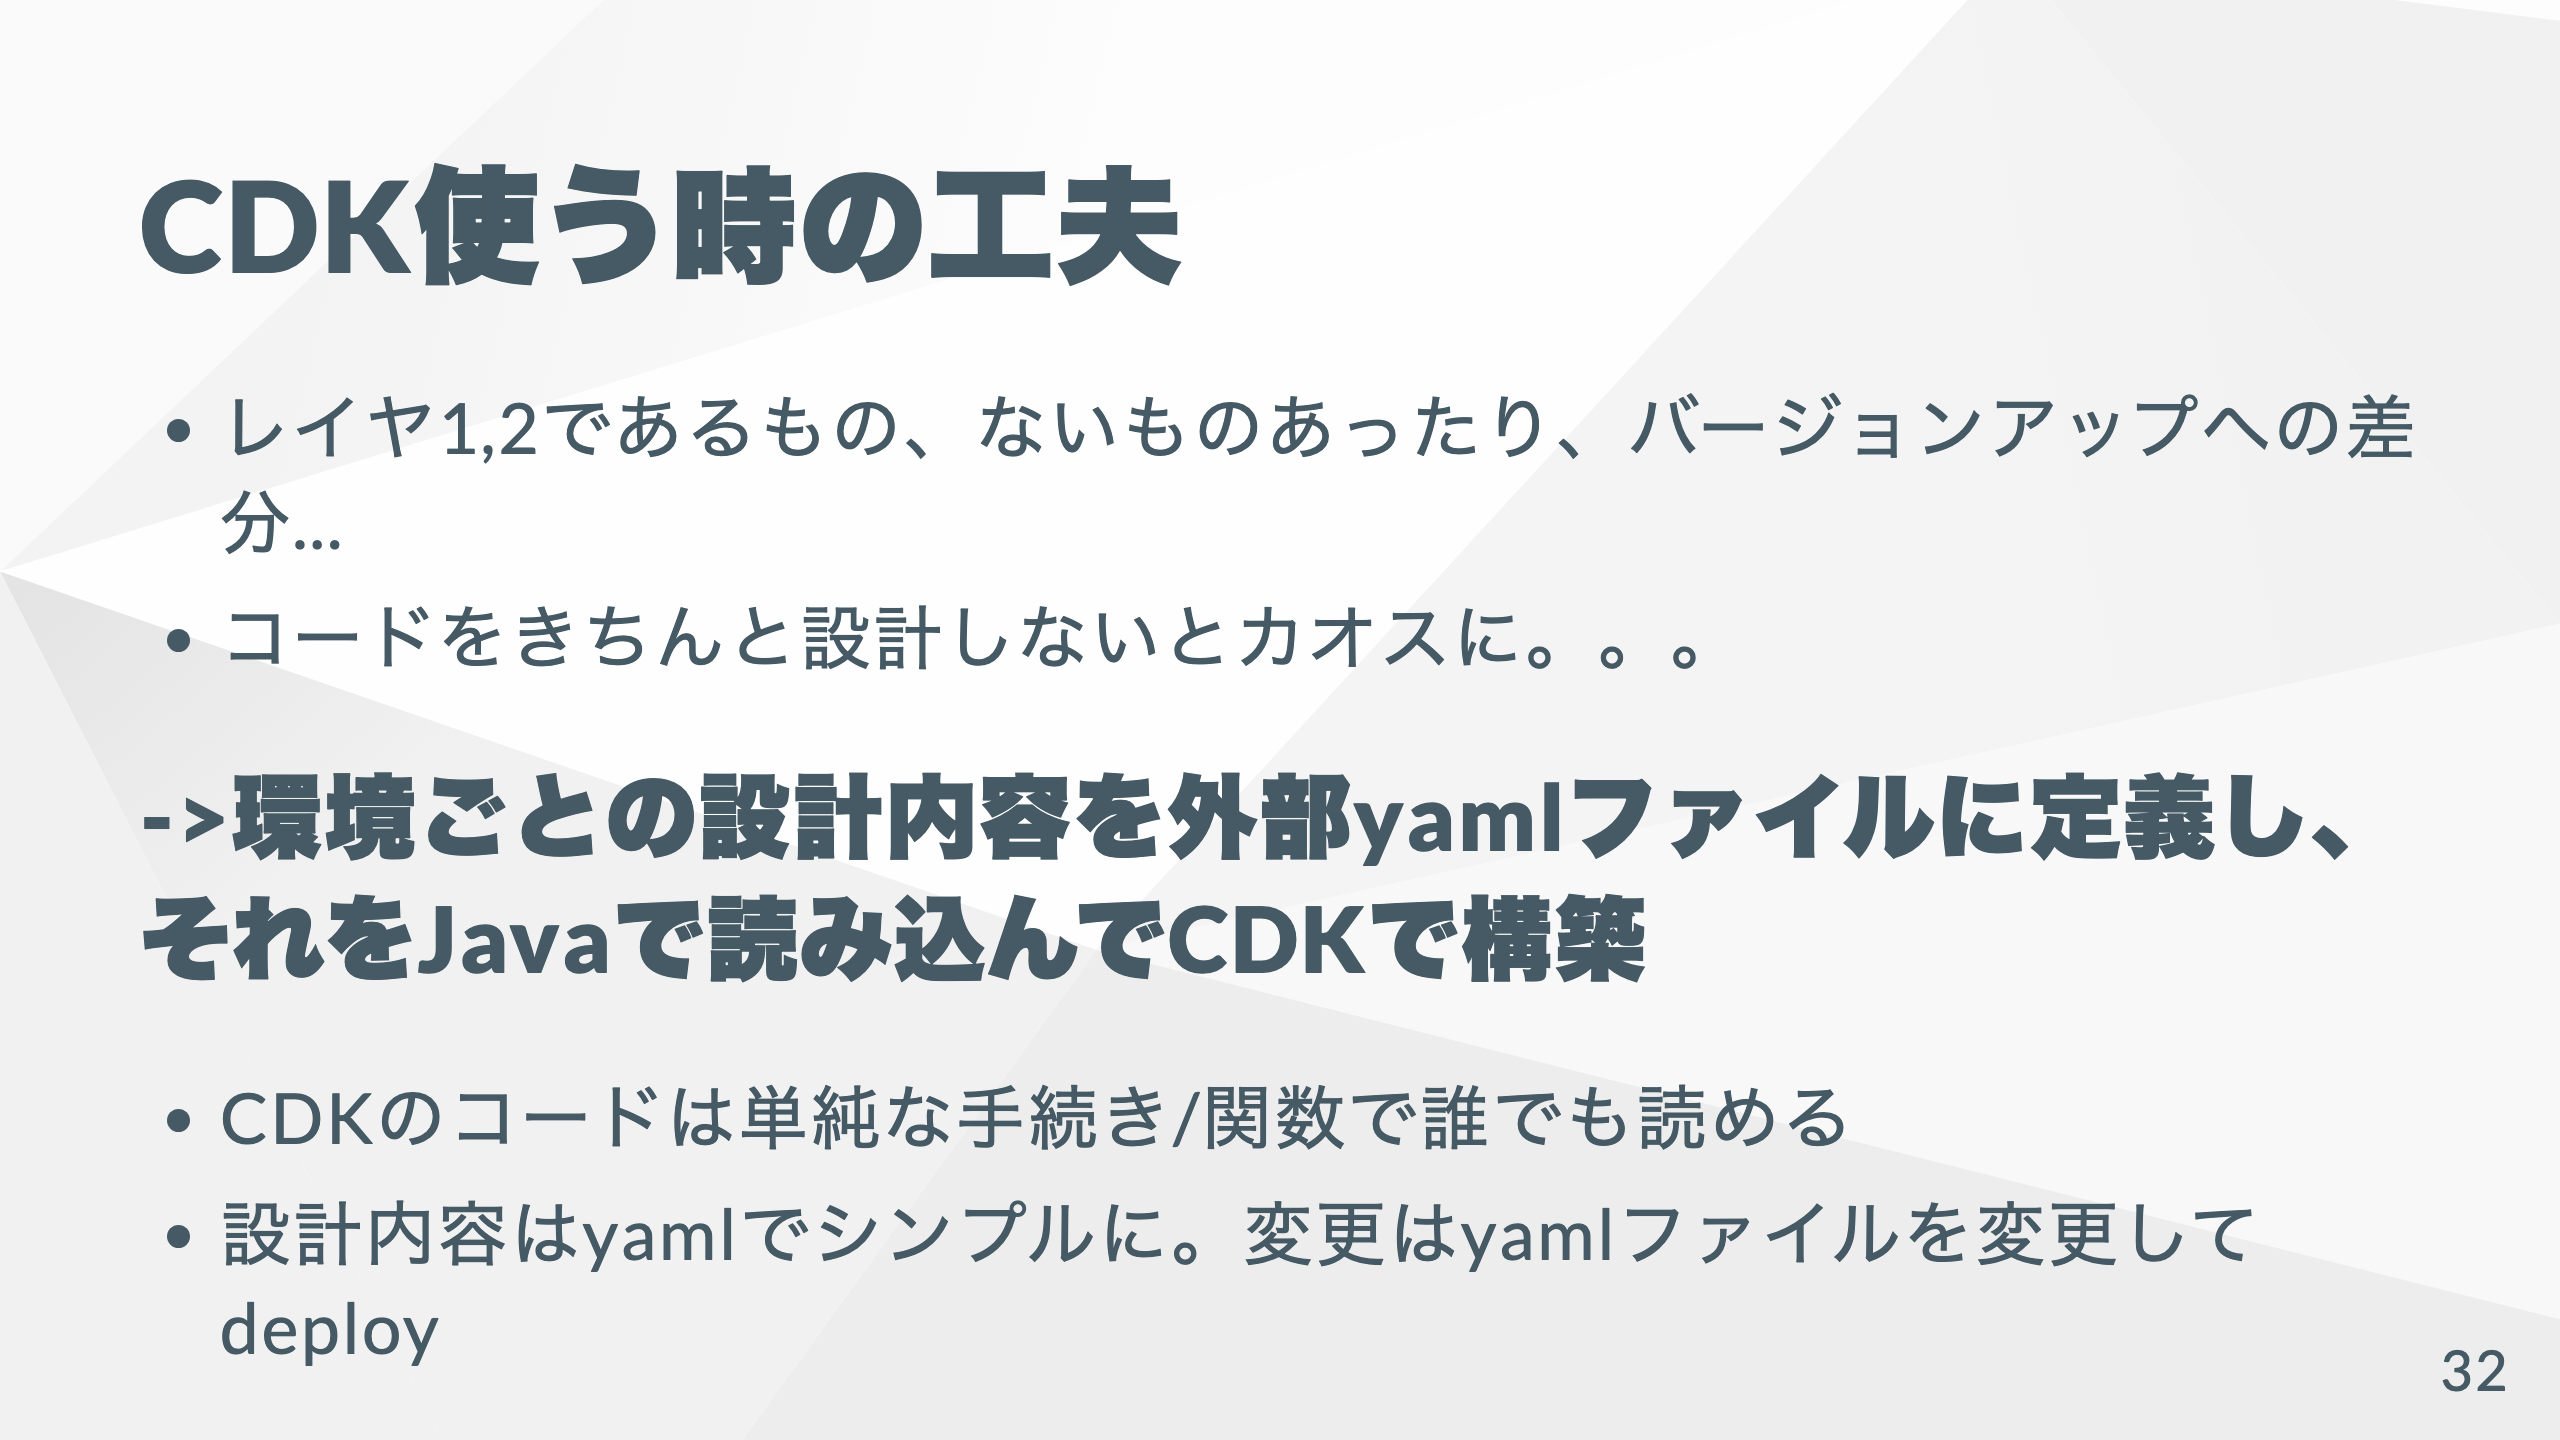 CDK使う時の工夫
• レイヤ1,2であるもの、ないものあったり、バージョンアップへの差
分...
• コードをきちんと設計しないとカオスに。。。
->環境ごとの設計内容を外部yamlファイルに定義し、
それをJavaで読み込んでCDKで構築
• CDKのコードは単純な手続き/関数で誰でも読める
• 設計内容はyamlでシンプルに。変更はyamlファイルを変更して
deploy
32